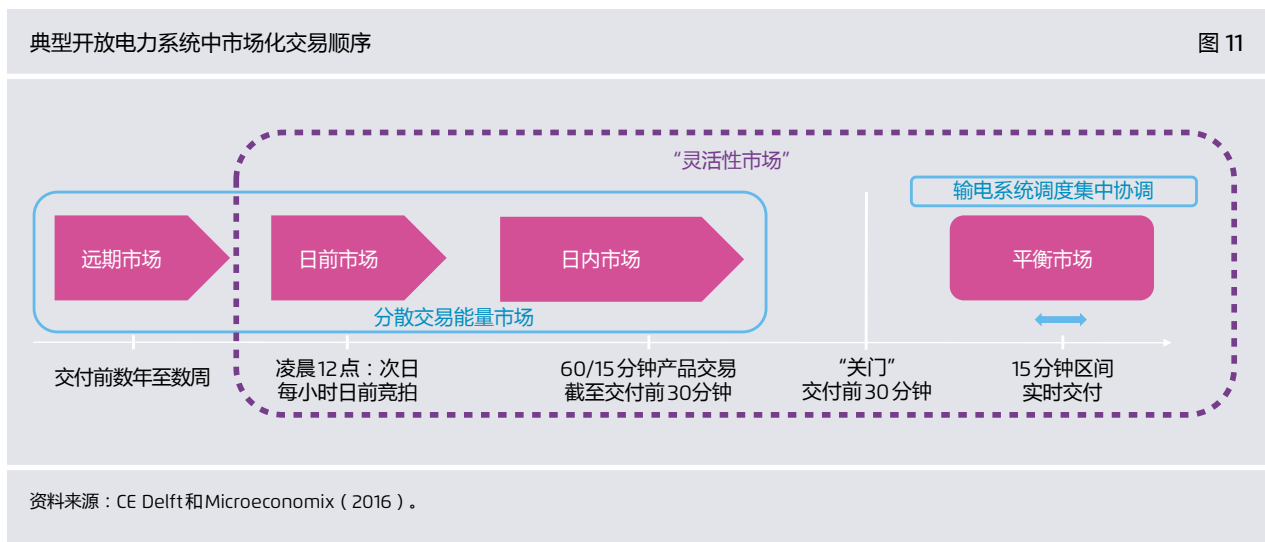 典型开放电力系统中市场化交易顺序
图 11
“灵活性市场”
输电系统调度集中协调
远期市场
日前市场
日内市场
平衡市场
分散交易能量市场
交付前数年至数周
凌晨12点：次日
每小时日前竞拍
60/15分钟产品交易
截至交付前30分钟
“关门”
交付前30分钟
15分钟区间
实时交付
资料来源：CE Delft和Microeconomix（2016）。